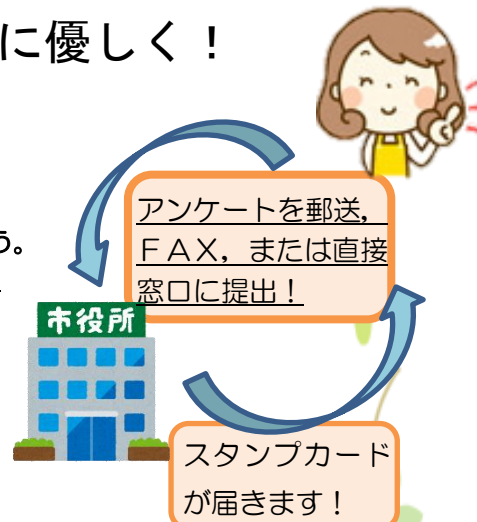 に優しく！
う。
アンケートを郵送，
ＦＡＸ，または直接
窓口に提出！
市役所
スタンプカード
が届きます！